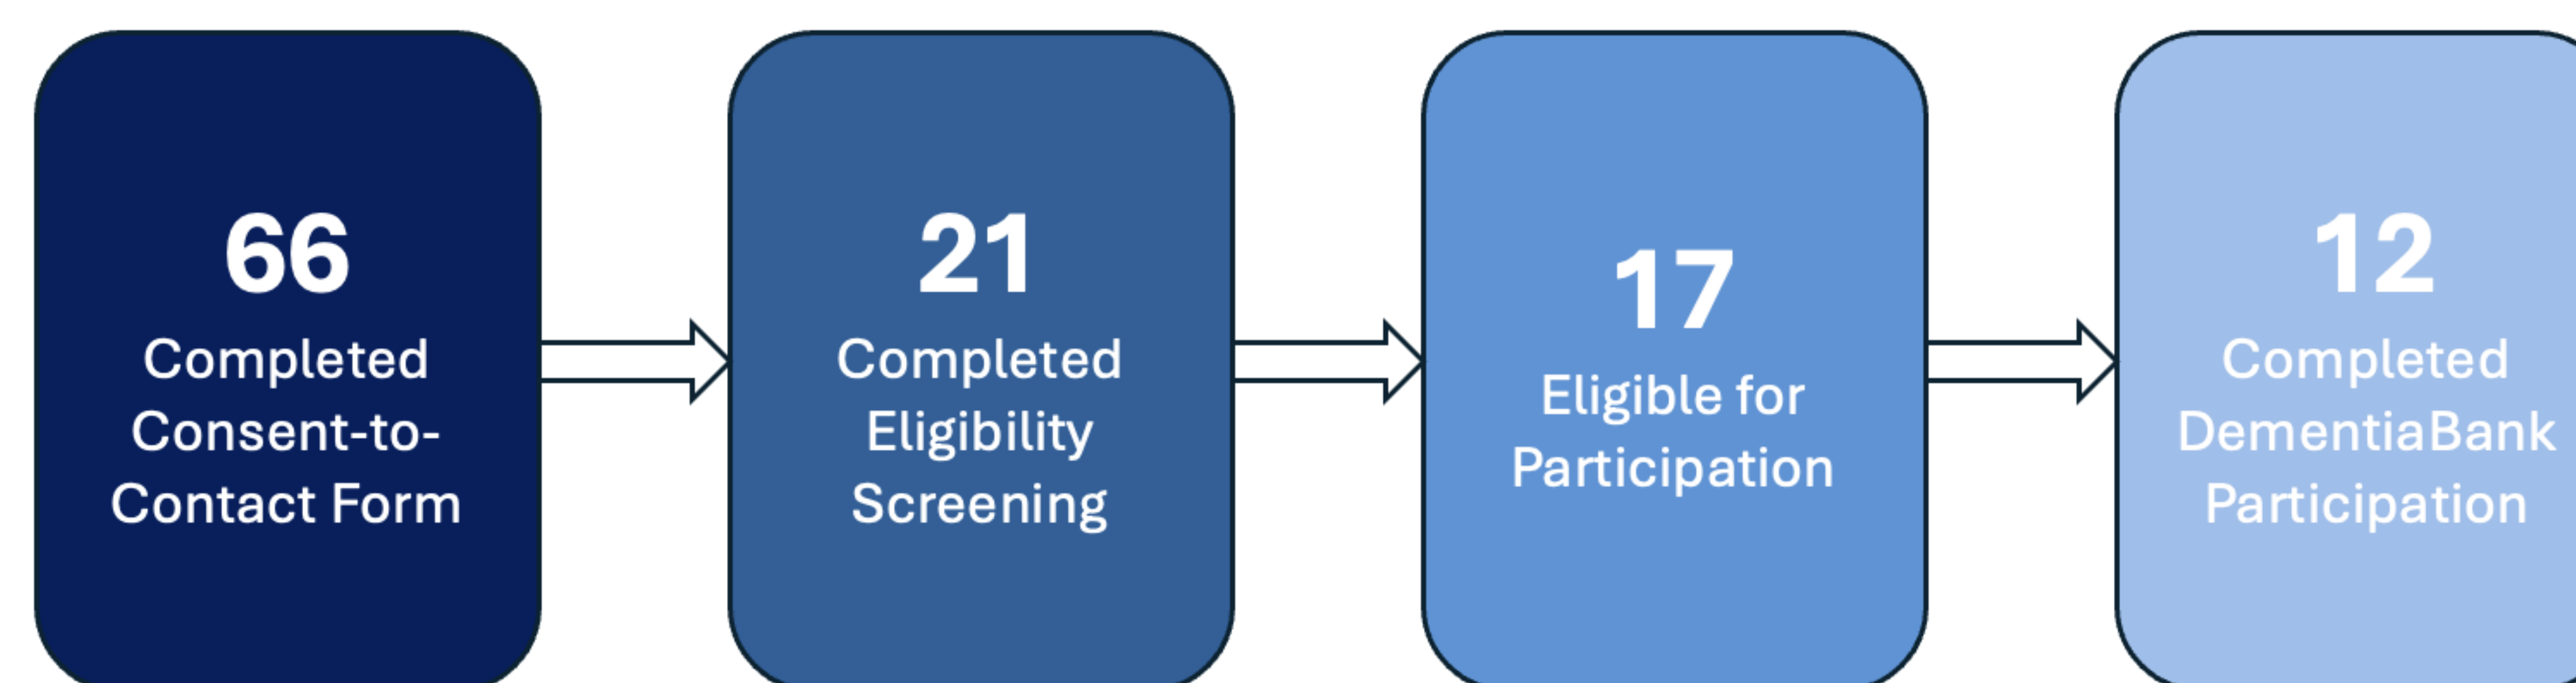 66
Completed
Consent-to-
Contact Form
21
Completed
Eligibility
Screening
17
Eligible for
Participation
12
Completed
DementiaBank
Participation